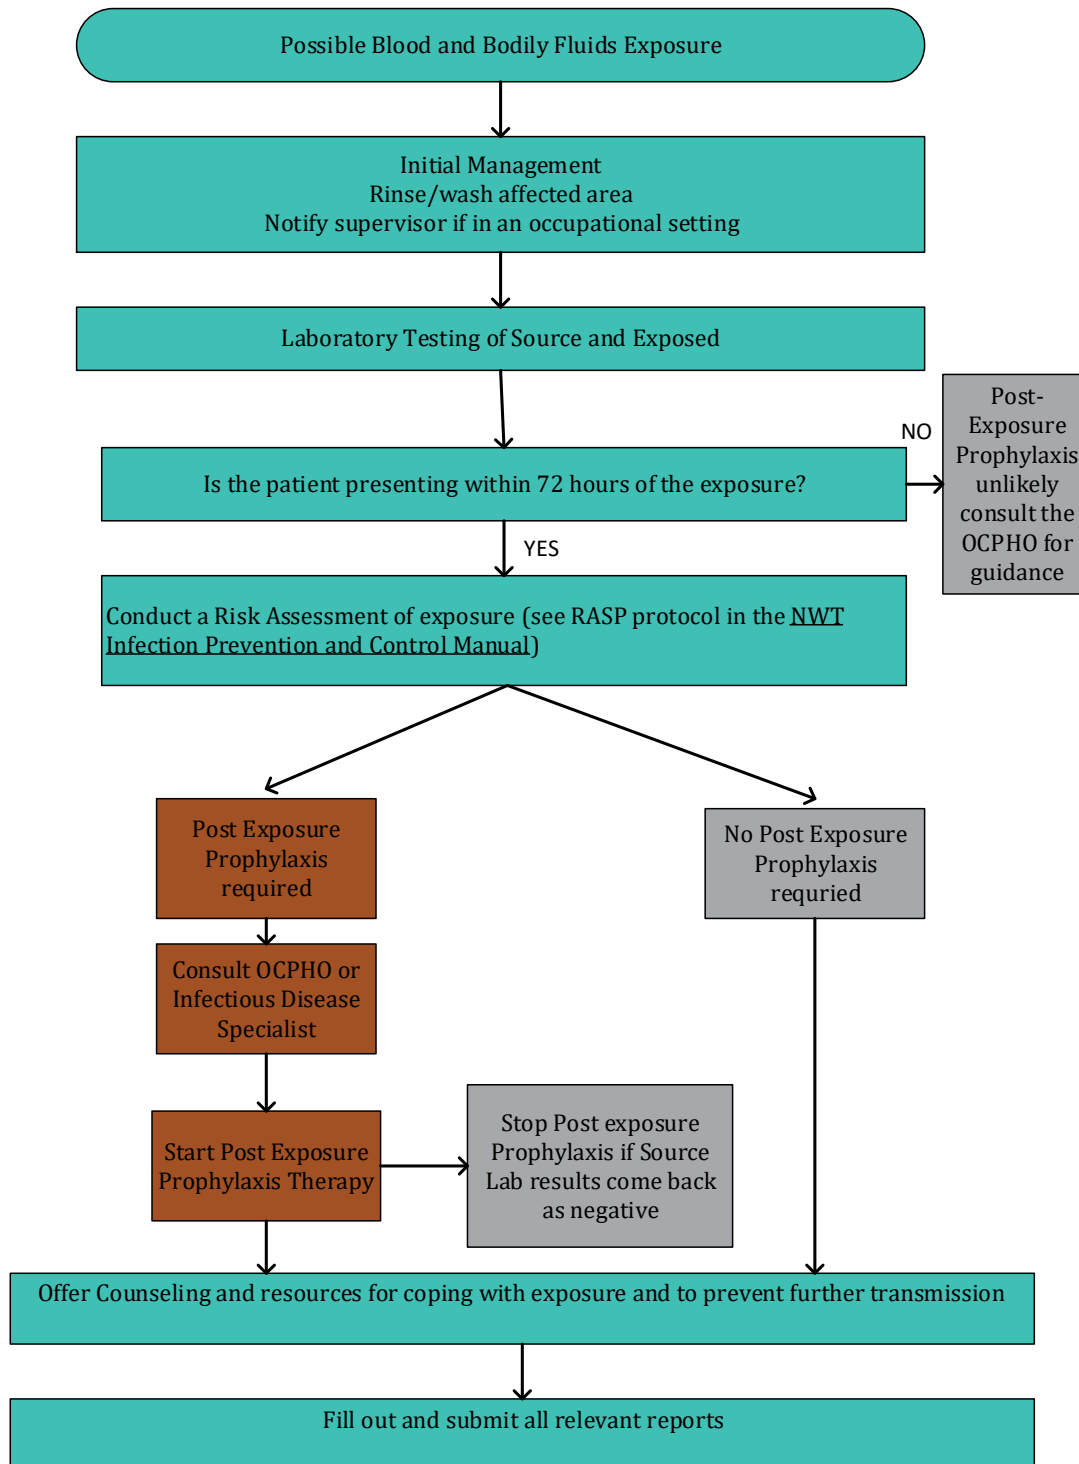 Possible Blood and Bodily Fluids Exposure
Initial Management
Rinse/wash affected area
Notify supervisor if in an occupational setting
Laboratory Testing of Source and Exposed
Is the patient presenting within 72 hours of the exposure?
NO
Post-
Exposure
Prophylaxis
unlikely
consult the
OCPHO for
guidance
YES
Conduct a Risk Assessment of exposure (see RASP protocol in the NWT
Infection Prevention and Control Manual)
Post Exposure
Prophylaxis
required
No Post Exposure
Prophylaxis
requried
Consult OCPHO or
Infectious Disease
Specialist
Start Post Exposure
Prophylaxis Therapy
Stop Post exposure
Prophylaxis if Source
Lab results come back
as negative
Offer Counseling and resources for coping with exposure and to prevent further transmission
Fill out and submit all relevant reports